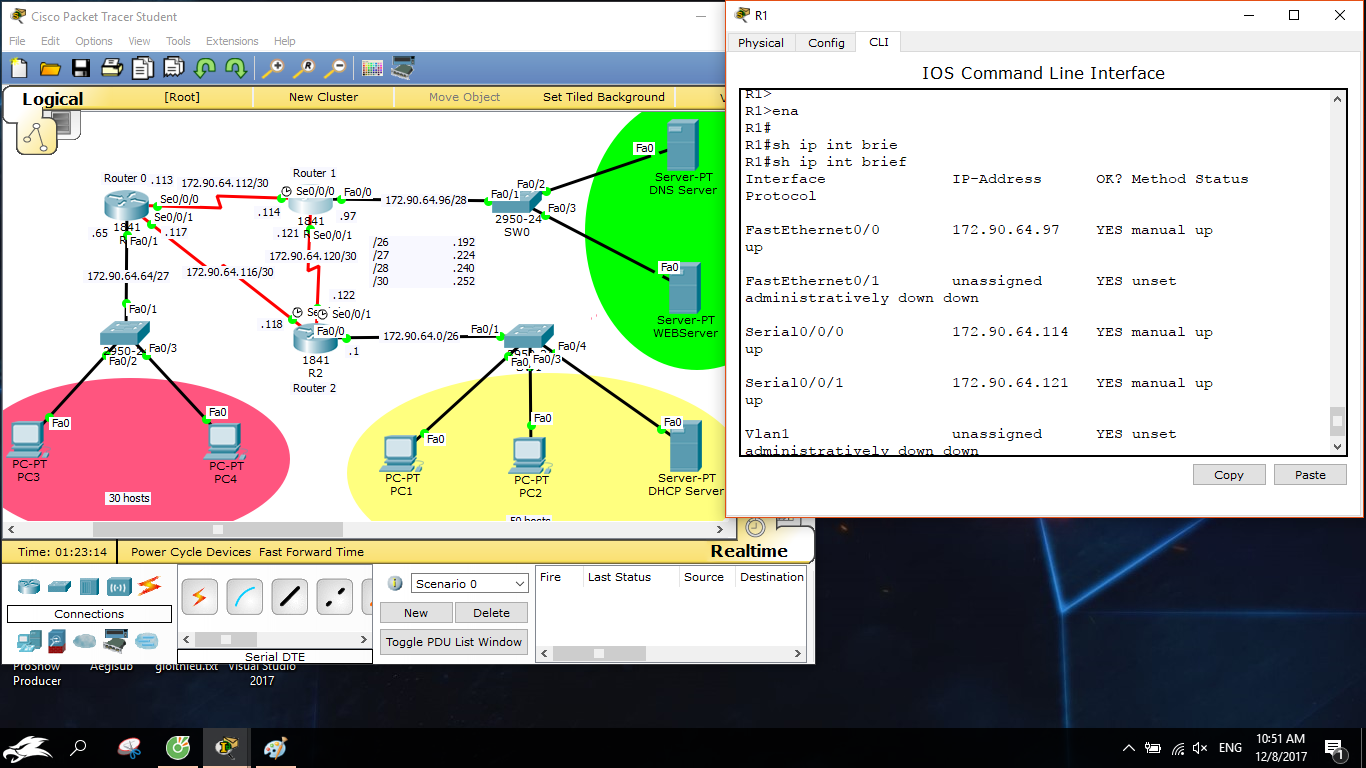 Cisco Packet Tracer Student
File Edit Options View Tools Extensions Help
Logical [Root] New Cluster Move Object Set Tiled Background
Router 0 .113 172.90.64.112/30 Router 1
Se0/0/0 Se0/0/0 Fa0/0
Se0/0/1 .114 .97 172.90.64.96/28
1841 .117 1841
.65 Fa0/1 .121 Se0/0/1
172.90.64.64/27 172.90.64.116/30 172.90.64.120/30
/26 .192
/27 .224
/28 .240
/30 .252
.122
Se0/0/1
.118 Fa0/0 .1 172.90.64.0/26 Fa0/1
1841
R2
Router 2
Fa0/1
Fa0/3
Fa0/2
Fa0 Fa0
PC-PT
PC3
PC-PT
PC4
30 hosts
Fa0/1 Fa0/2
Fa0/3
2950-24
SW0
Fa0
Server-PT
DNS Server
Fa0
Server-PT
WEBServer
Fa0/4
Fa0/3
Fa0 Fa0 Fa0
PC-PT
PC1
PC-PT
PC2
Server-PT
DHCP Server
50 hosts
Time: 01:23:14 Power Cycle Devices Fast Forward Time Realtime
Connections
Serial DTE
Scenario 0
New Delete
Toggle PDU List Window
Fire Last Status Source Destination
R1
Physical Config CLI
IOS Command Line Interface
R1>
R1>ena
R1#
R1#sh ip int brie
R1#sh ip int brief
Interface IP-Address OK? Method Status
Protocol
FastEthernet0/0 172.90.64.97 YES manual up
up
FastEthernet0/1 unassigned YES unset
administratively down down
Serial0/0/0 172.90.64.114 YES manual up
up
Serial0/0/1 172.90.64.121 YES manual up
up
Vlan1 unassigned YES unset
administratively down down
Copy Paste
ProShow
Producer
Aegisub
gioithieu.txt
Visual Studio
2017
ENG
10:51 AM
12/8/2017
1